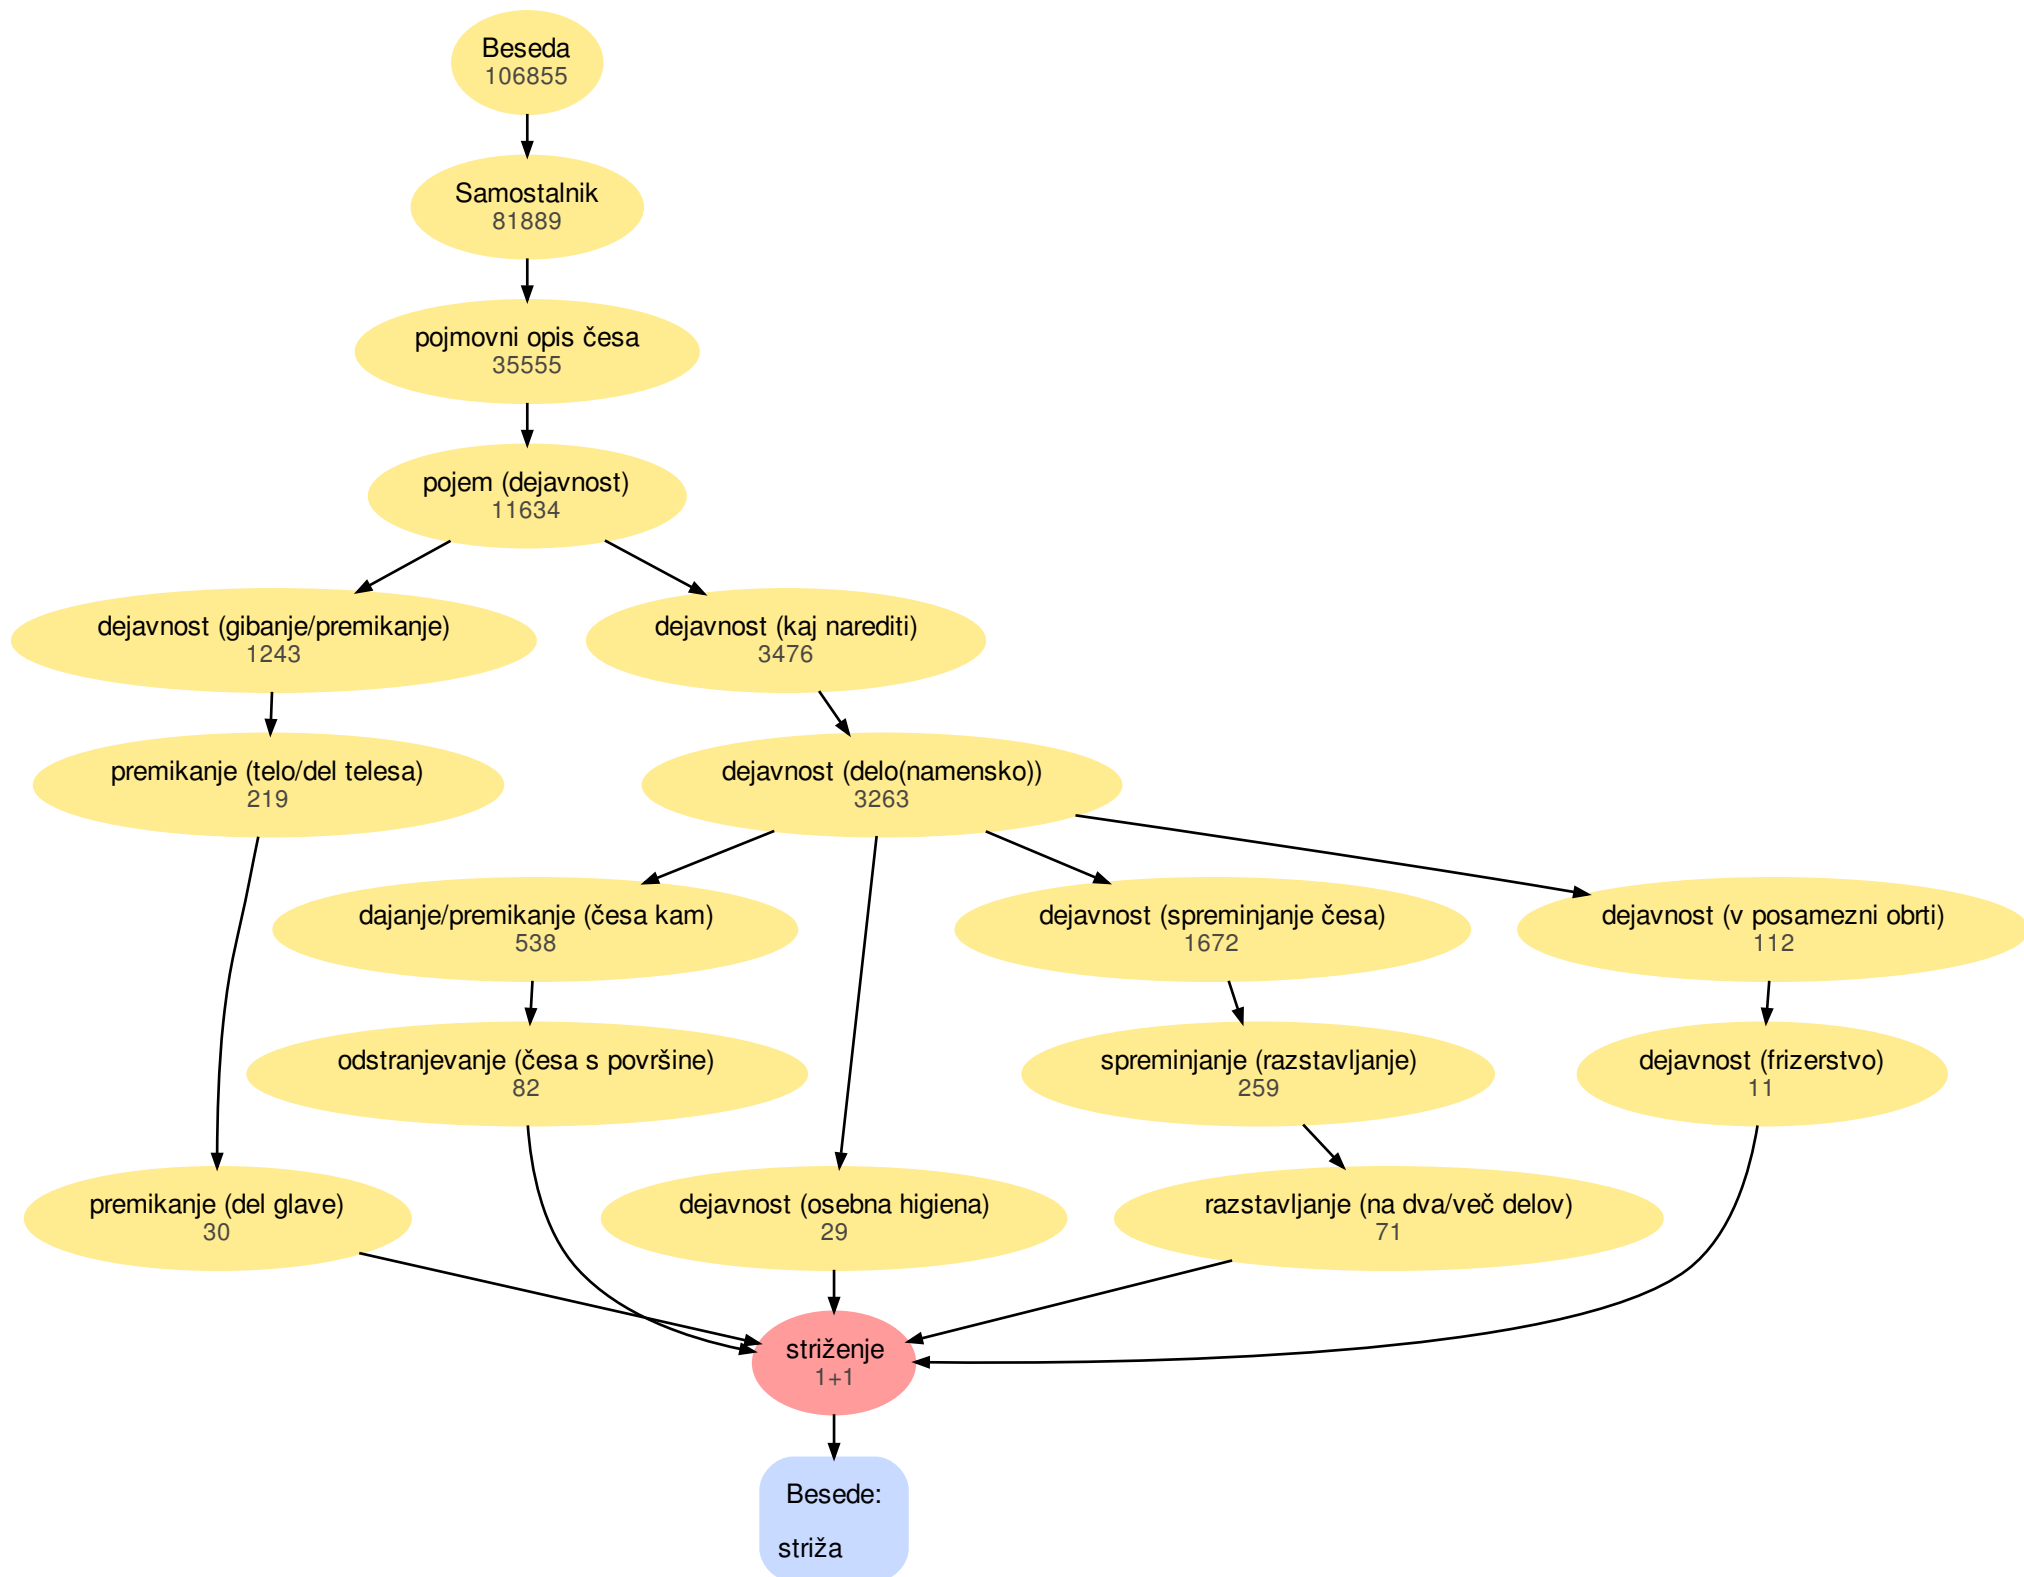 Beseda
106855
Samostalnik
81889
pojmovni opis česa
35555
pojem (dejavnost)
11634
dejavnost (gibanje/premikanje)
1243
dejavnost (kaj narediti)
3476
premikanje (telo/del telesa)
219
dejavnost (delo(namensko))
3263
dajanje/premikanje (česa kam)
538
dejavnost (spreminjanje česa)
1672
dejavnost (v posamezni obrti)
112
odstranjevanje (česa s površine)
82
spreminjanje (razstavljanje)
259
dejavnost (frizerstvo)
11
premikanje (del glave)
30
dejavnost (osebna higiena)
29
razstavljanje (na dva/več delov)
71
striženje
1+1
Besede:
striža